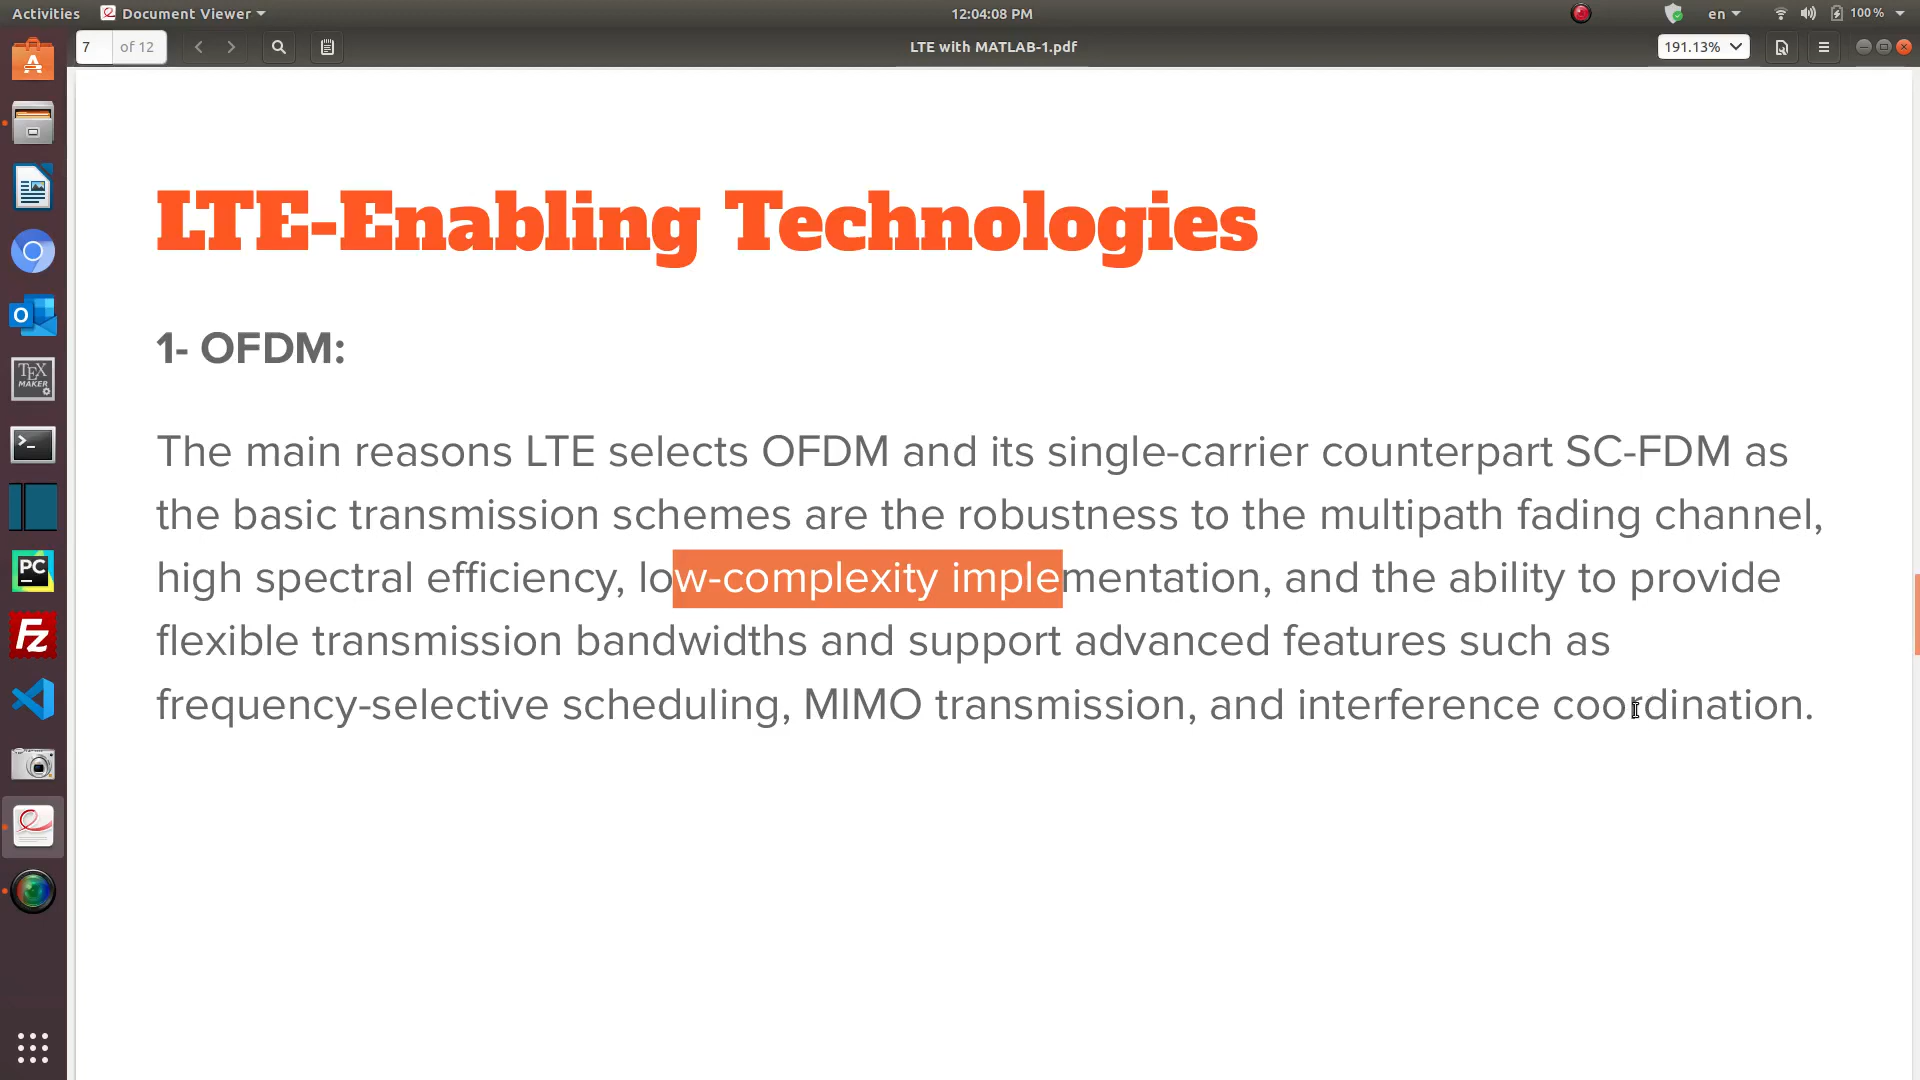 Activities Document Viewer 12:04:08 PM en 100 %
7 of 12 LTE with MATLAB-1.pdf 191.13%
LTE-Enabling Technologies
1- OFDM:
The main reasons LTE selects OFDM and its single-carrier counterpart SC-FDM as
the basic transmission schemes are the robustness to the multipath fading channel,
high spectral efficiency, low-complexity implementation, and the ability to provide
flexible transmission bandwidths and support advanced features such as
frequency-selective scheduling, MIMO transmission, and interference coordination.
A
O
TEX
MAKER
>_
PC
Fz